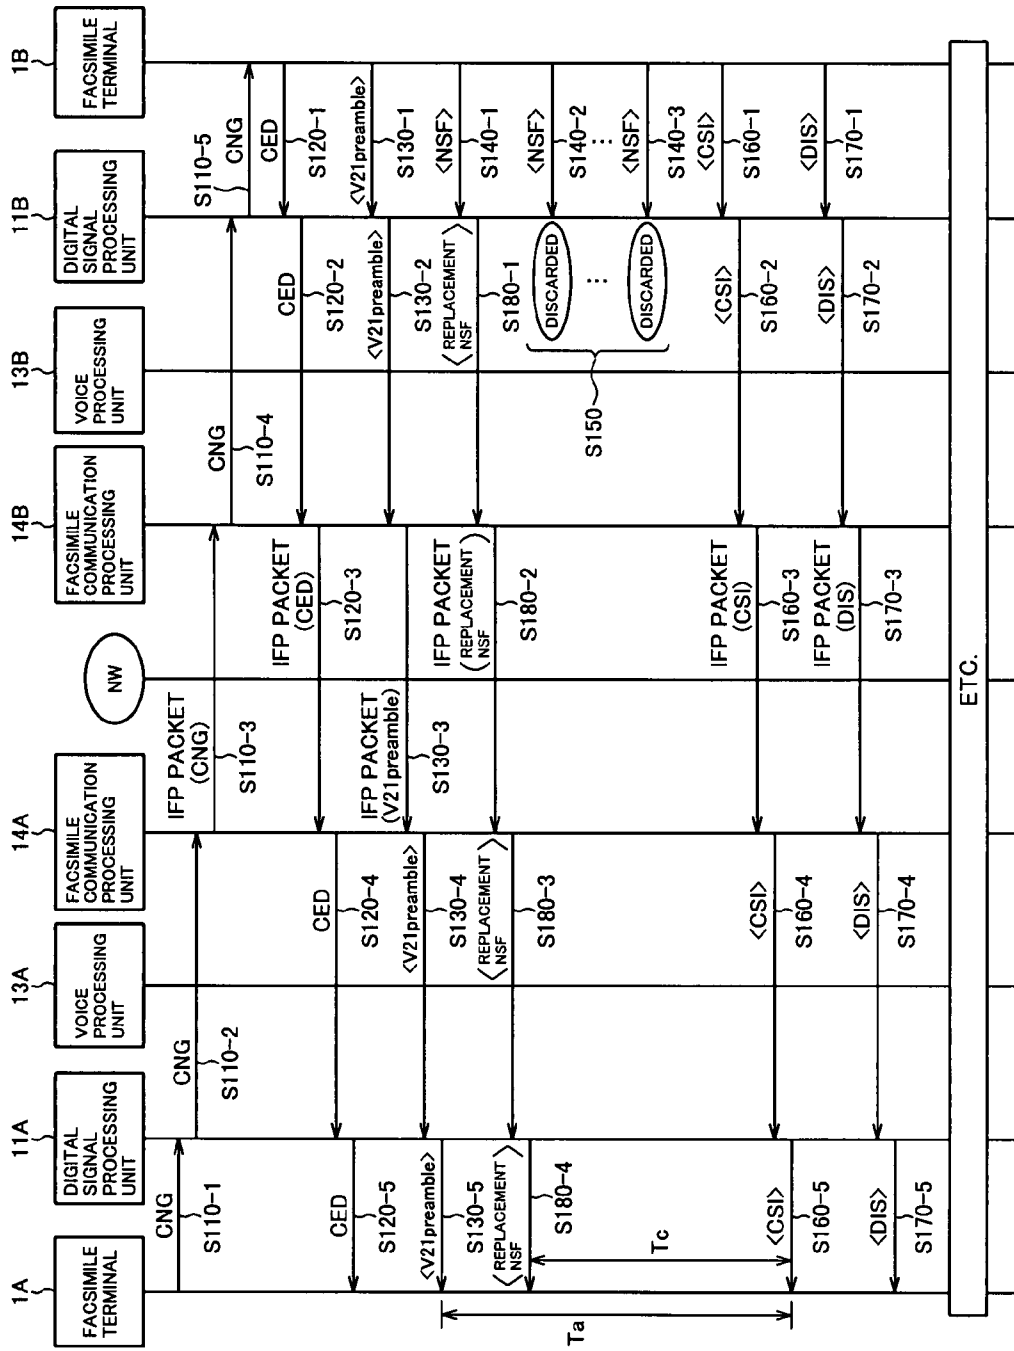 1A
FACSIMILE
TERMINAL
11A
DIGITAL
SIGNAL
PROCESSING
UNIT
13A
VOICE
PROCESSING
UNIT
14A
FACSIMILE
COMMUNICATION
PROCESSING
UNIT
NW
14B
FACSIMILE
COMMUNICATION
PROCESSING
UNIT
13B
VOICE
PROCESSING
UNIT
11B
DIGITAL
SIGNAL
PROCESSING
UNIT
1B
FACSIMILE
TERMINAL
CNG
S110-1
CNG
S110-2
IFP PACKET
(CNG)
S110-3
CNG
S110-4
S110-5
CNG
CED
S120-1
CED
S120-2
IFP PACKET
(CED)
S120-3
CED
S120-4
CED
S120-5
<V21preamble>
S130-1
<V21preamble>
S130-2
IFP PACKET
(V21preamble)
S130-3
<V21preamble>
S130-4
<V21preamble>
S130-5
<NSF>
S140-1
<REPLACEMENT
NSF>
S180-1
IFP PACKET
(REPLACEMENT
NSF)
S180-2
<REPLACEMENT
NSF>
S180-3
<REPLACEMENT
NSF>
S180-4
<NSF>
S140-2
...
<NSF>
S140-3
DISCARDED
...
DISCARDED
S150
<CSI>
S160-1
<CSI>
S160-2
IFP PACKET
(CSI)
S160-3
<CSI>
S160-4
<CSI>
S160-5
<DIS>
S170-1
<DIS>
S170-2
IFP PACKET
(DIS)
S170-3
<DIS>
S170-4
<DIS>
S170-5
Tc
Ta
ETC.